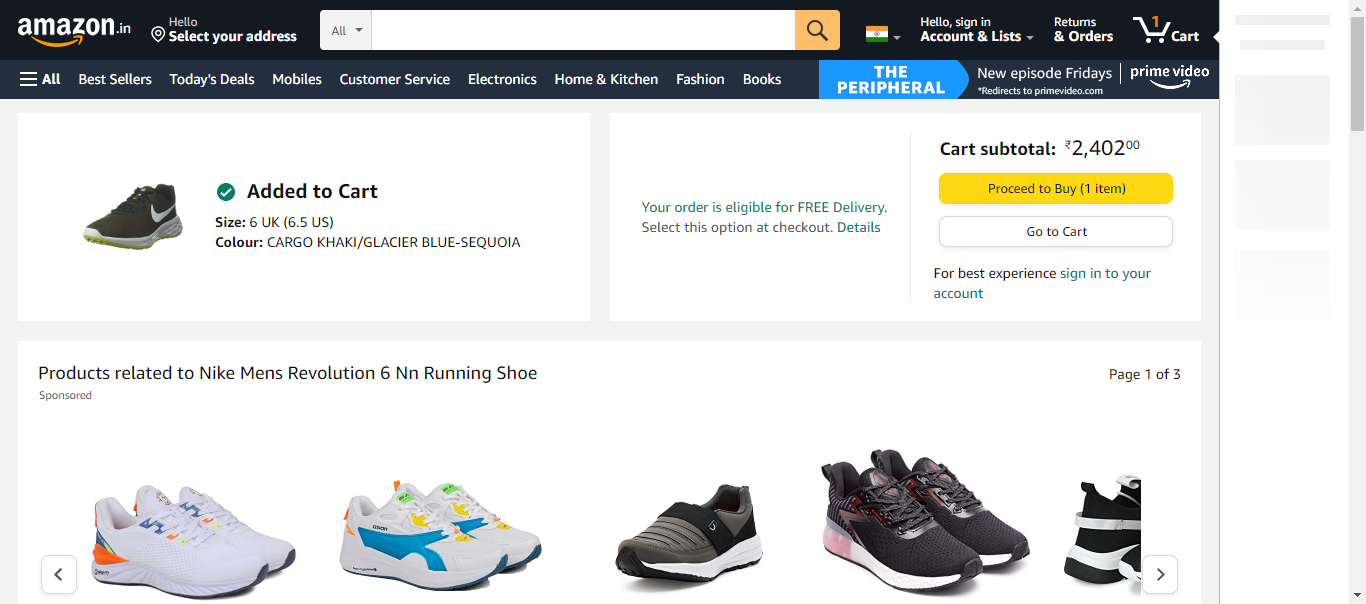 amazon.in
Hello
Select your address
All
Hello, sign in
Account & Lists
Returns
& Orders
1
Cart
All
Best Sellers
Today's Deals
Mobiles
Customer Service
Electronics
Home & Kitchen
Fashion
Books
THE
PERIPHERAL
New episode Fridays
*Redirects to primevideo.com
prime video
Added to Cart
Size: 6 UK (6.5 US)
Colour: CARGO KHAKI/GLACIER BLUE-SEQUOIA
Your order is eligible for FREE Delivery.
Select this option at checkout. Details
Cart subtotal: ₹2,40200
Proceed to Buy (1 item)
Go to Cart
For best experience sign in to your
account
Products related to Nike Mens Revolution 6 Nn Running Shoe
Page 1 of 3
Sponsored